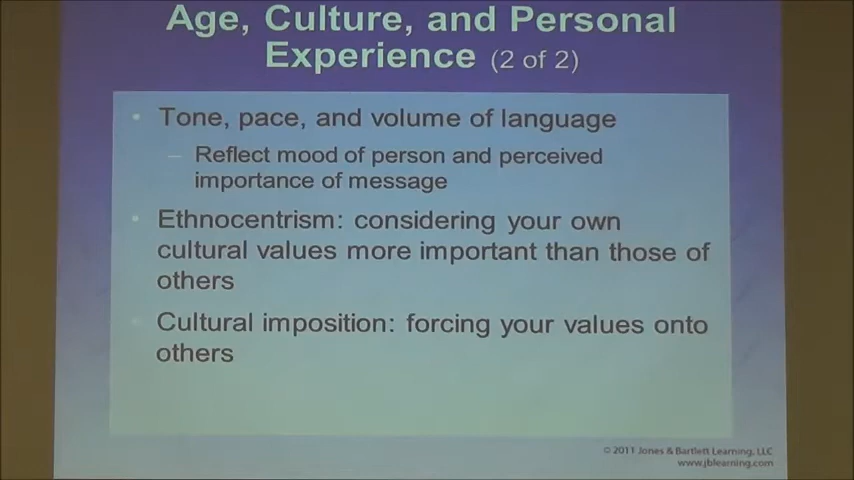 Age, Culture, and Personal
Experience (2 of 2)
• Tone, pace, and volume of language
– Reflect mood of person and perceived
importance of message
• Ethnocentrism: considering your own
cultural values more important than those of
others
• Cultural imposition: forcing your values onto
others
© 2011 Jones & Bartlett Learning, LLC
www.jblearning.com